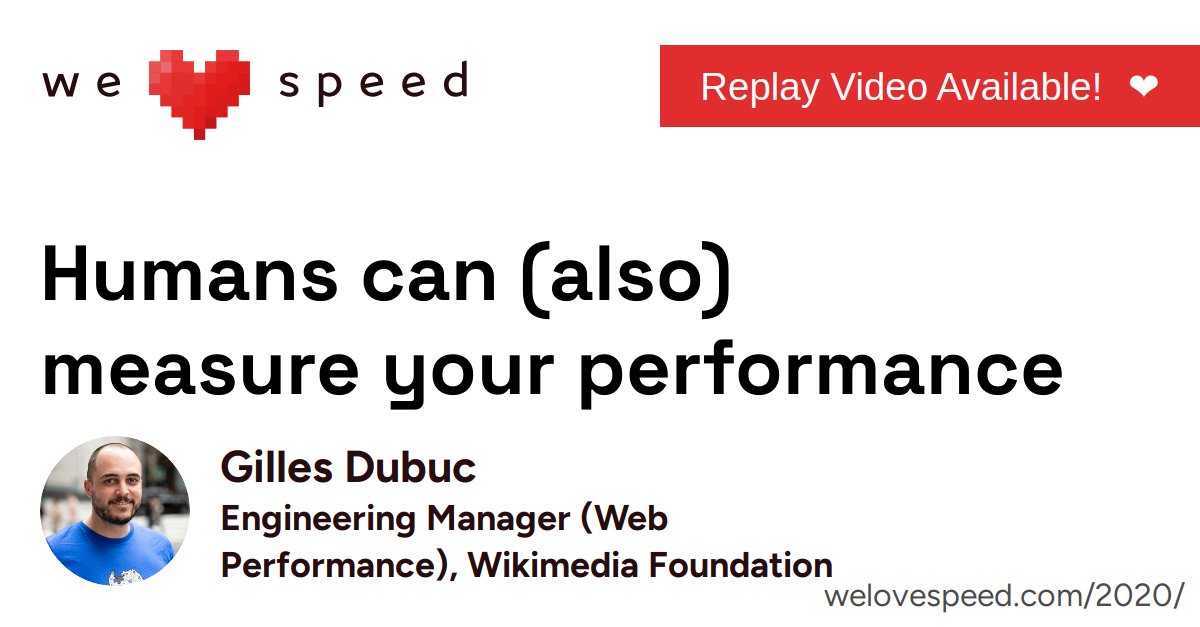 we ❤ speed
Replay Video Available! ❤
Humans can (also)
measure your performance
Gilles Dubuc
Engineering Manager (Web
Performance), Wikimedia Foundation
welovespeed.com/2020/